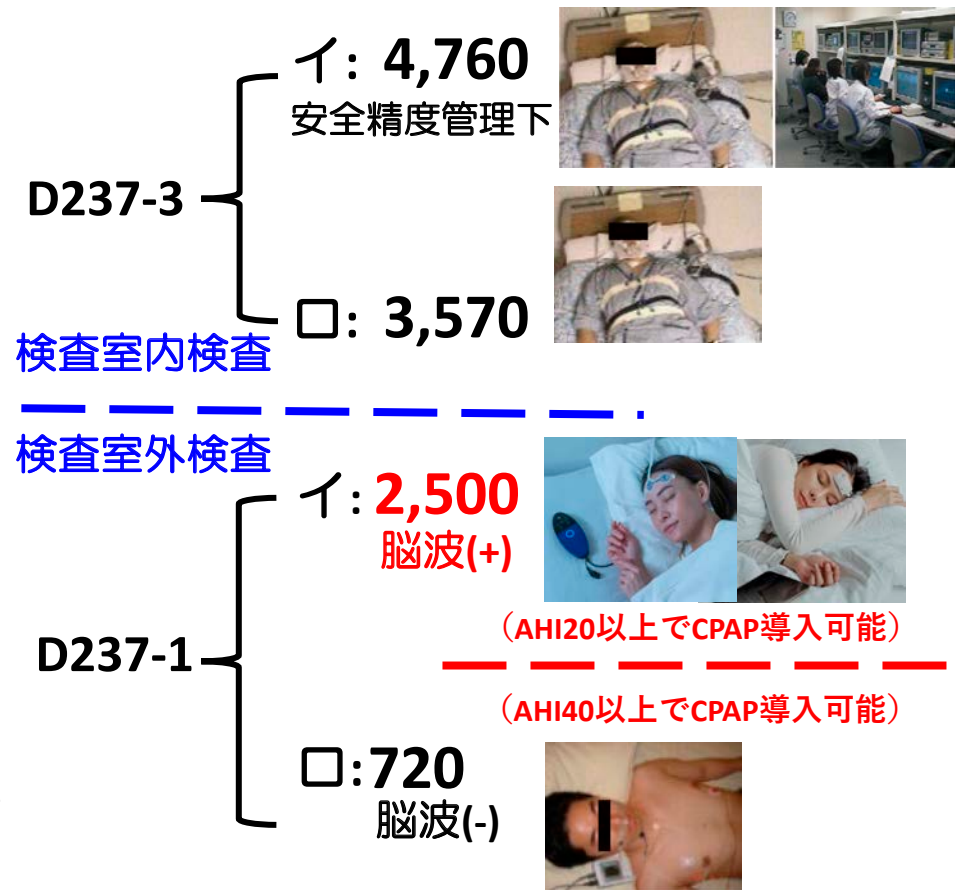 イ: 4,760
安全精度管理下
D237-3
ロ: 3,570
検査室内検査
検査室外検査
イ: 2,500
脳波(+)
（AHI20以上でCPAP導入可能）
D237-1
（AHI40以上でCPAP導入可能）
ロ:720
脳波(-)